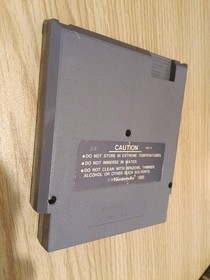 CAUTION
●DO NOT STORE IN EXTREME TEMPERATURES.
●DO NOT IMMERSE IN WATER.
●DO NOT CLEAN WITH BENZENE, THINNER,
ALCOHOL OR OTHER SUCH SOLVENTS.
Nintendo 1985